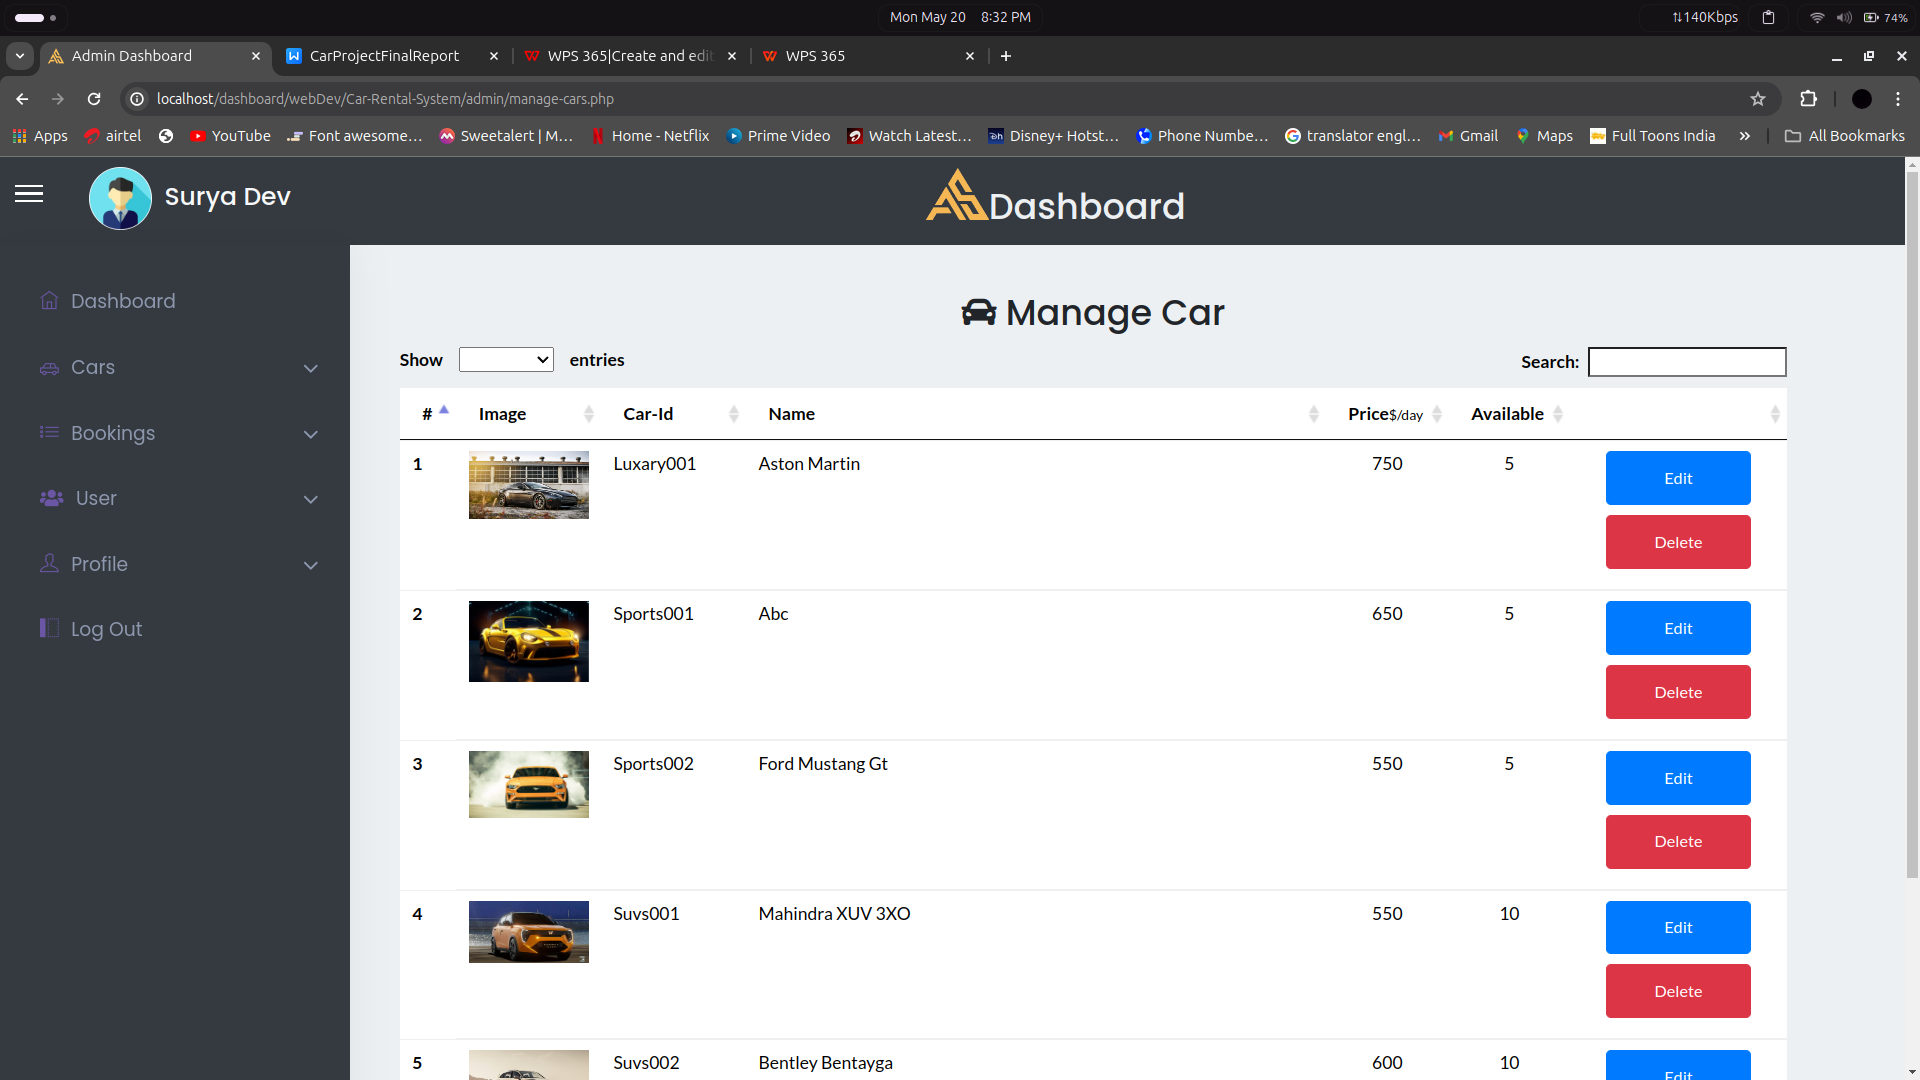 Mon May 20 8:32 PM
⇅140Kbps
74%
Admin Dashboard
CarProjectFinalReport
WPS 365|Create and edit
WPS 365
localhost/dashboard/webDev/Car-Rental-System/admin/manage-cars.php
Apps
airtel
YouTube
Font awesome…
Sweetalert | M…
Home - Netflix
Prime Video
Watch Latest…
Disney+ Hotst…
Phone Numbe…
translator engl…
Gmail
Maps
Full Toons India
»
All Bookmarks
Surya Dev
Dashboard
Dashboard
Cars
Bookings
User
Profile
Log Out
Manage Car
Show entries
Search:
# Image Car-Id Name Price$/day Available
1 Luxary001 Aston Martin 750 5 Edit
Delete
2 Sports001 Abc 650 5 Edit
Delete
3 Sports002 Ford Mustang Gt 550 5 Edit
Delete
4 Suvs001 Mahindra XUV 3XO 550 10 Edit
Delete
5 Suvs002 Bentley Bentayga 600 10 Edit